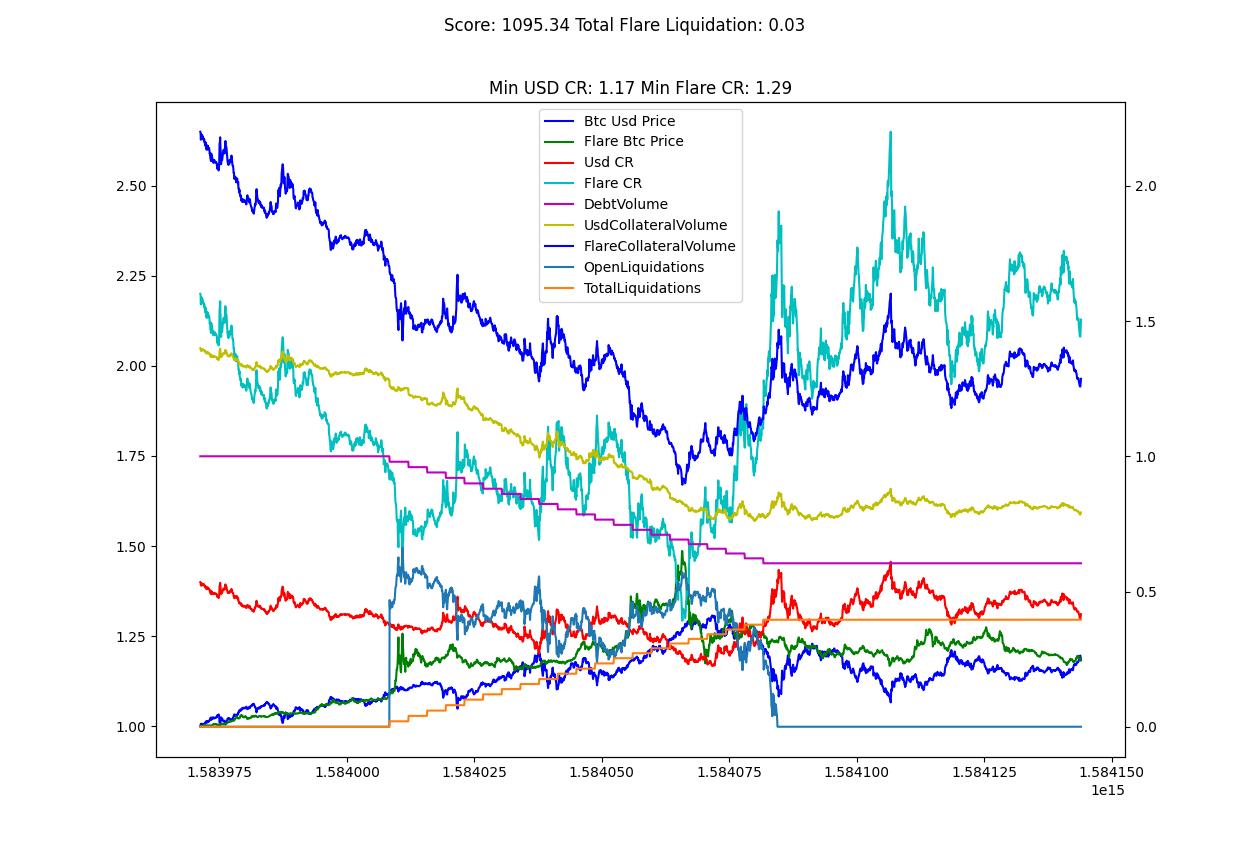 Score: 1095.34 Total Flare Liquidation: 0.03
Min USD CR: 1.17 Min Flare CR: 1.29
Btc Usd Price
Flare Btc Price
Usd CR
Flare CR
DebtVolume
UsdCollateralVolume
FlareCollateralVolume
OpenLiquidations
TotalLiquidations
2.50
2.25
2.00
1.75
1.50
1.25
1.00
2.0
1.5
1.0
0.5
0.0
1.583975
1.584000
1.584025
1.584050
1.584075
1.584100
1.584125
1.584150
1e15